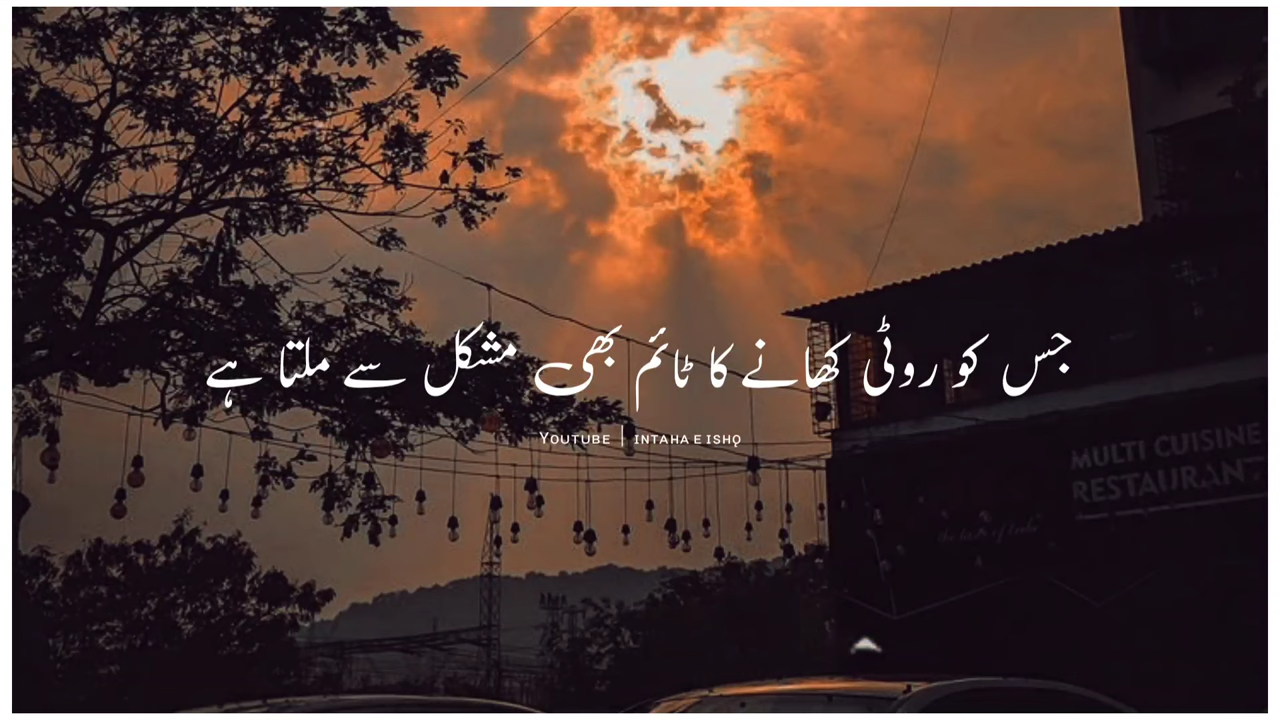 جس کو روٹی کھانے کا ٹائم بھی مشکل سے ملتا ہے
YOUTUBE | INTAHA E ISHQ
MULTI CUISINE
RESTAURANT